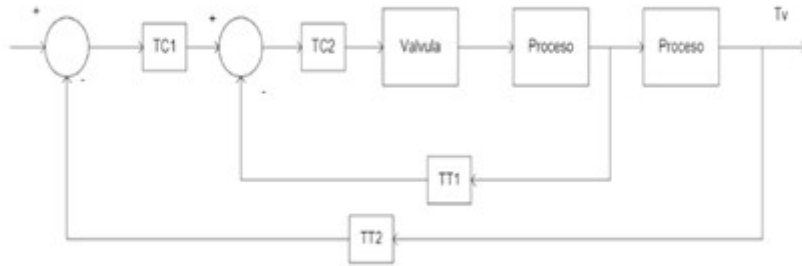 Tv
+
+
TC1
TC2
Valvula
Proceso
Proceso
-
-
TT1
TT2